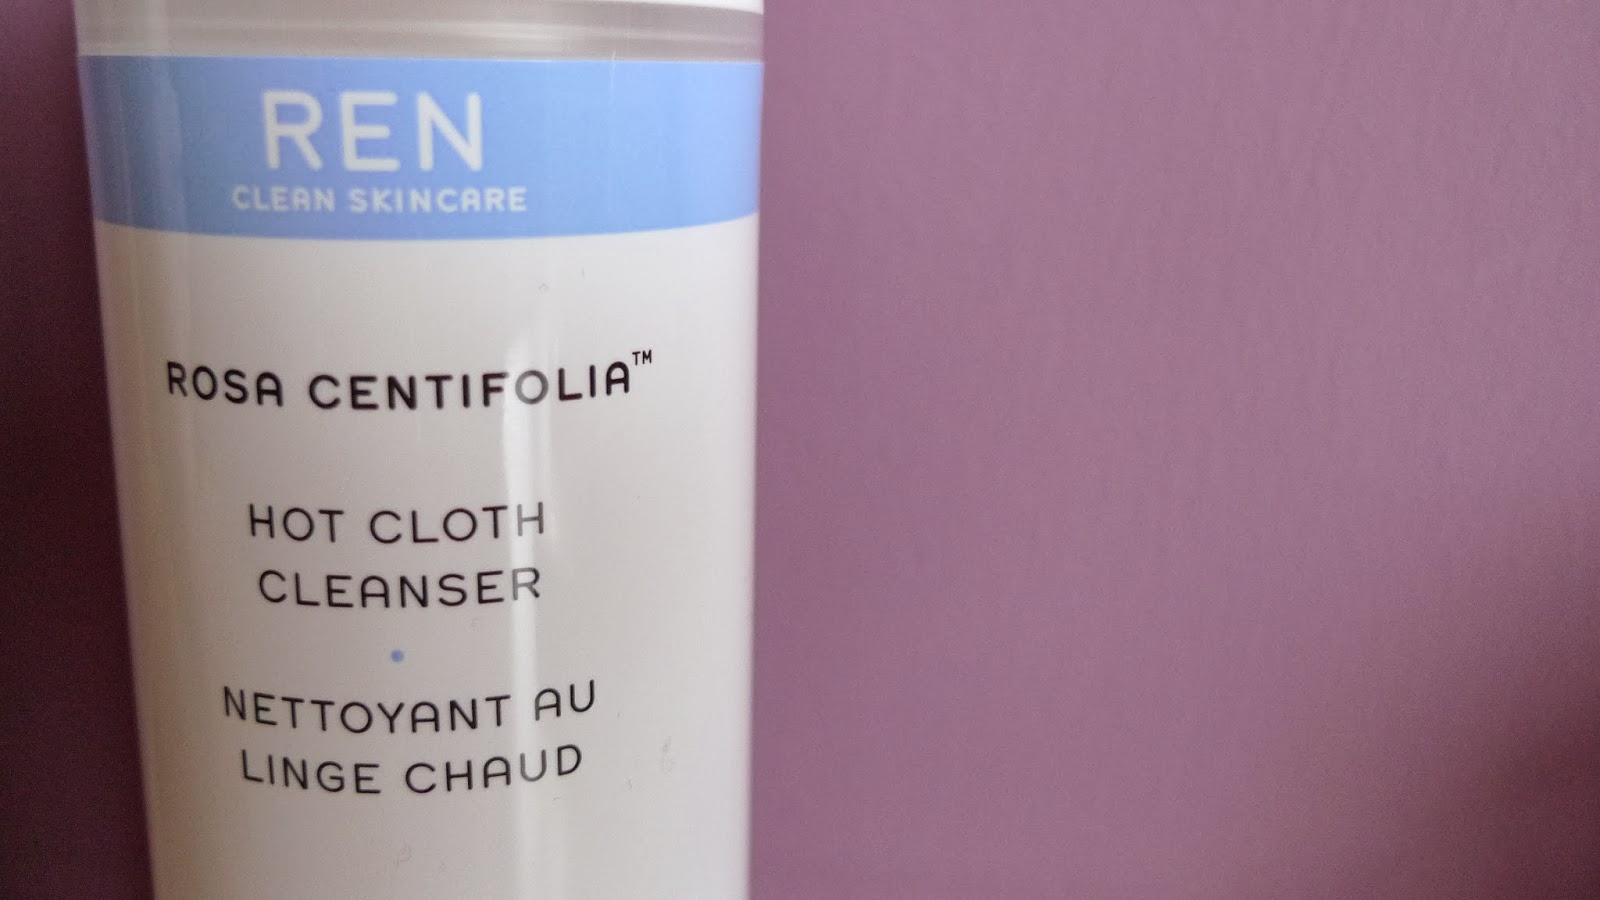 REN
CLEAN SKINCARE
ROSA CENTIFOLIA™
HOT CLOTH
CLEANSER
•
NETTOYANT AU
LINGE CHAUD